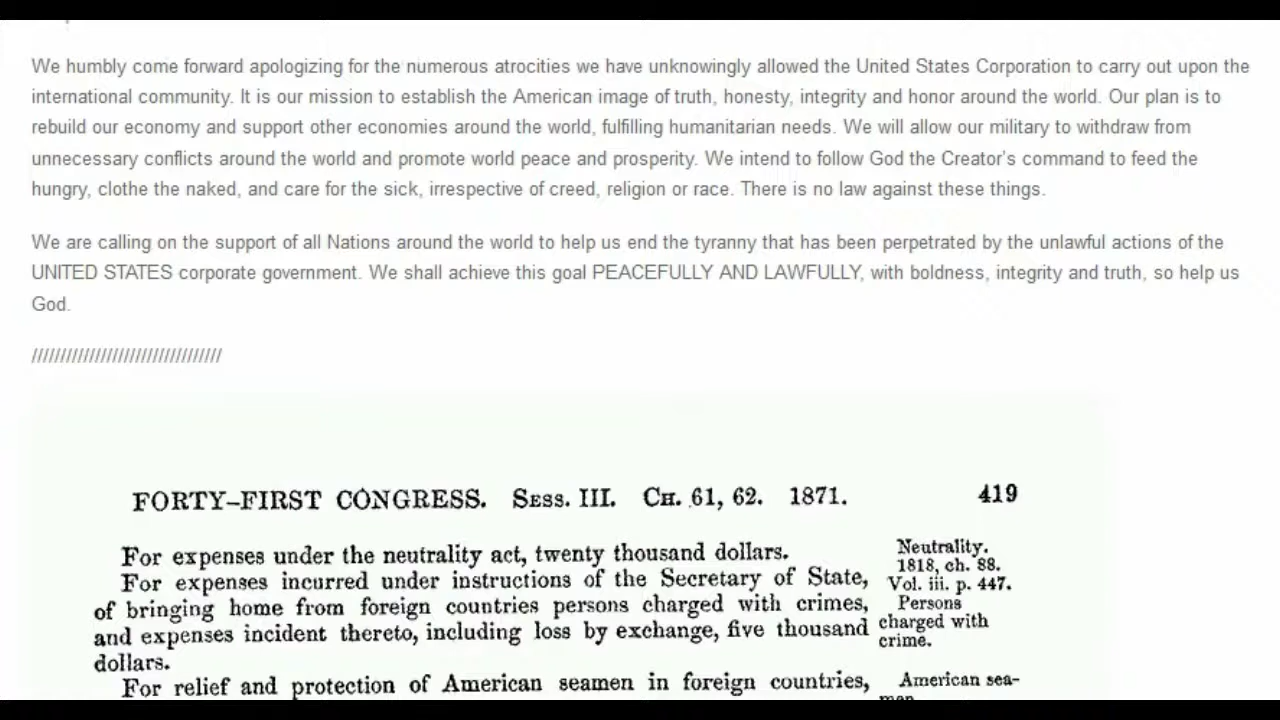 We humbly come forward apologizing for the numerous atrocities we have unknowingly allowed the United States Corporation to carry out upon the
international community. It is our mission to establish the American image of truth, honesty, integrity and honor around the world. Our plan is to
rebuild our economy and support other economies around the world, fulfilling humanitarian needs. We will allow our military to withdraw from
unnecessary conflicts around the world and promote world peace and prosperity. We intend to follow God the Creator's command to feed the
hungry, clothe the naked, and care for the sick, irrespective of creed, religion or race. There is no law against these things.
We are calling on the support of all Nations around the world to help us end the tyranny that has been perpetrated by the unlawful actions of the
UNITED STATES corporate government. We shall achieve this goal PEACEFULLY AND LAWFULLY, with boldness, integrity and truth, so help us
God.
/////////////////////////////////
FORTY-FIRST CONGRESS. Sess. III. Ch. 61, 62. 1871. 419
For expenses under the neutrality act, twenty thousand dollars.
For expenses incurred under instructions of the Secretary of State,
of bringing home from foreign countries persons charged with crimes,
and expenses incident thereto, including loss by exchange, five thousand
dollars.
For relief and protection of American seamen in foreign countries,
Neutrality.
1818, ch. 88.
Vol. iii. p. 447.
Persons
charged with
crime.
American sea-
men